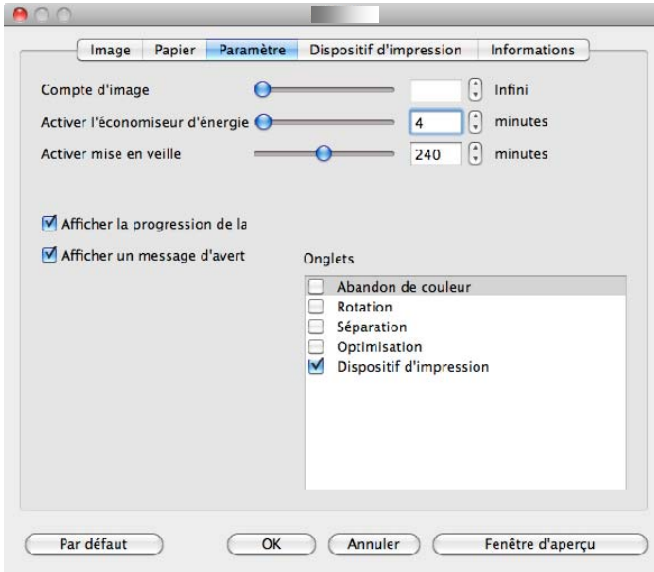 Image Papier Paramètre Dispositif d'impression Informations
Compte d'image Infini
Activer l'économiseur d'énergie 4 minutes
Activer mise en veille 240 minutes
Afficher la progression de la
Afficher un message d'avert
Onglets
Abandon de couleur
Rotation
Séparation
Optimisation
Dispositif d'impression
Par défaut OK Annuler Fenêtre d'aperçu